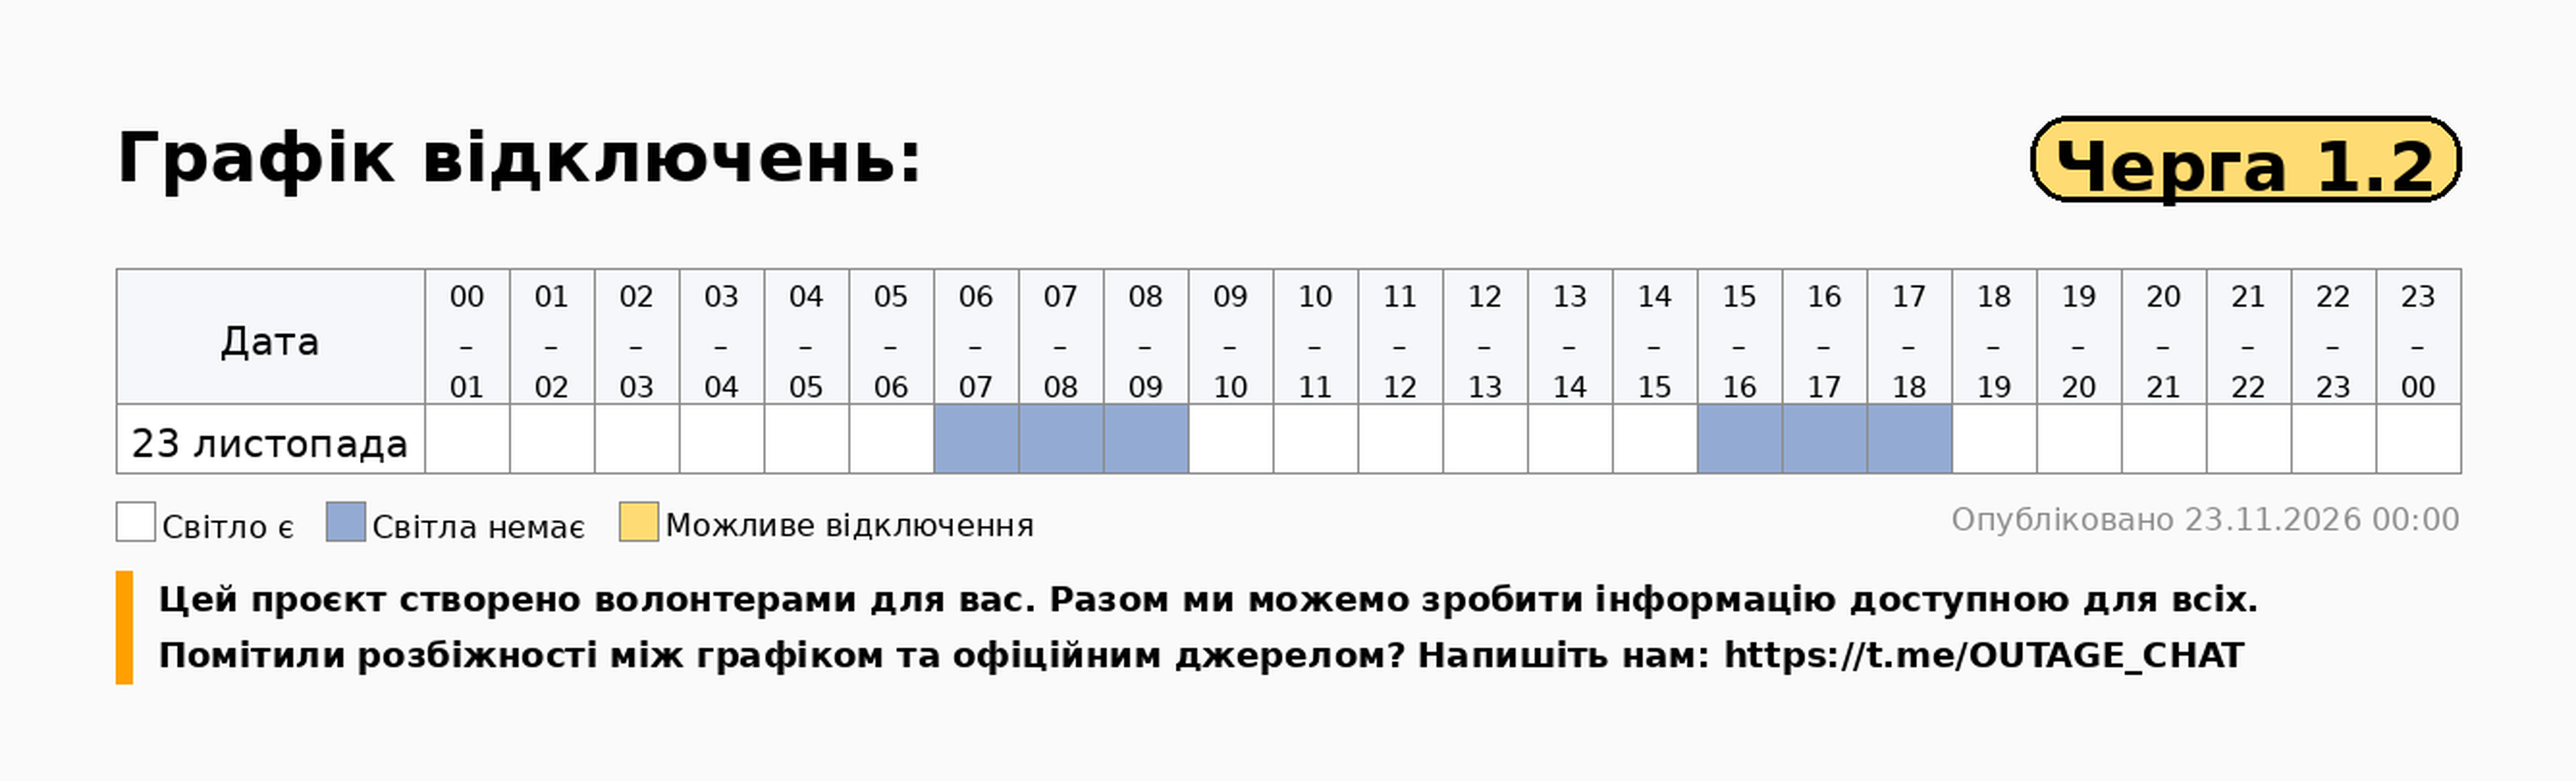 Графік відключень:
Черга 1.2
Дата
00 – 01
01 – 02
02 – 03
03 – 04
04 – 05
05 – 06
06 – 07
07 – 08
08 – 09
09 – 10
10 – 11
11 – 12
12 – 13
13 – 14
14 – 15
15 – 16
16 – 17
17 – 18
18 – 19
19 – 20
20 – 21
21 – 22
22 – 23
23 – 00
23 листопада
Світло є
Світла немає
Можливе відключення
Опубліковано 23.11.2026 00:00
Цей проєкт створено волонтерами для вас. Разом ми можемо зробити інформацію доступною для всіх.
Помітили розбіжності між графіком та офіційним джерелом? Напишіть нам: https://t.me/OUTAGE_CHAT